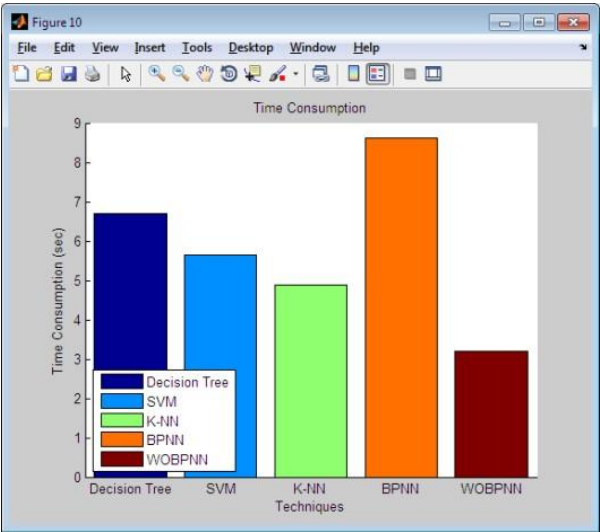 Figure 10
File Edit View Insert Tools Desktop Window Help
Time Consumption
9
8
7
6
5
4
3
2
1
0
Time Consumption (sec)
Decision Tree
SVM
K-NN
BPNN
WOBPNN
Decision Tree SVM K-NN BPNN WOBPNN
Techniques